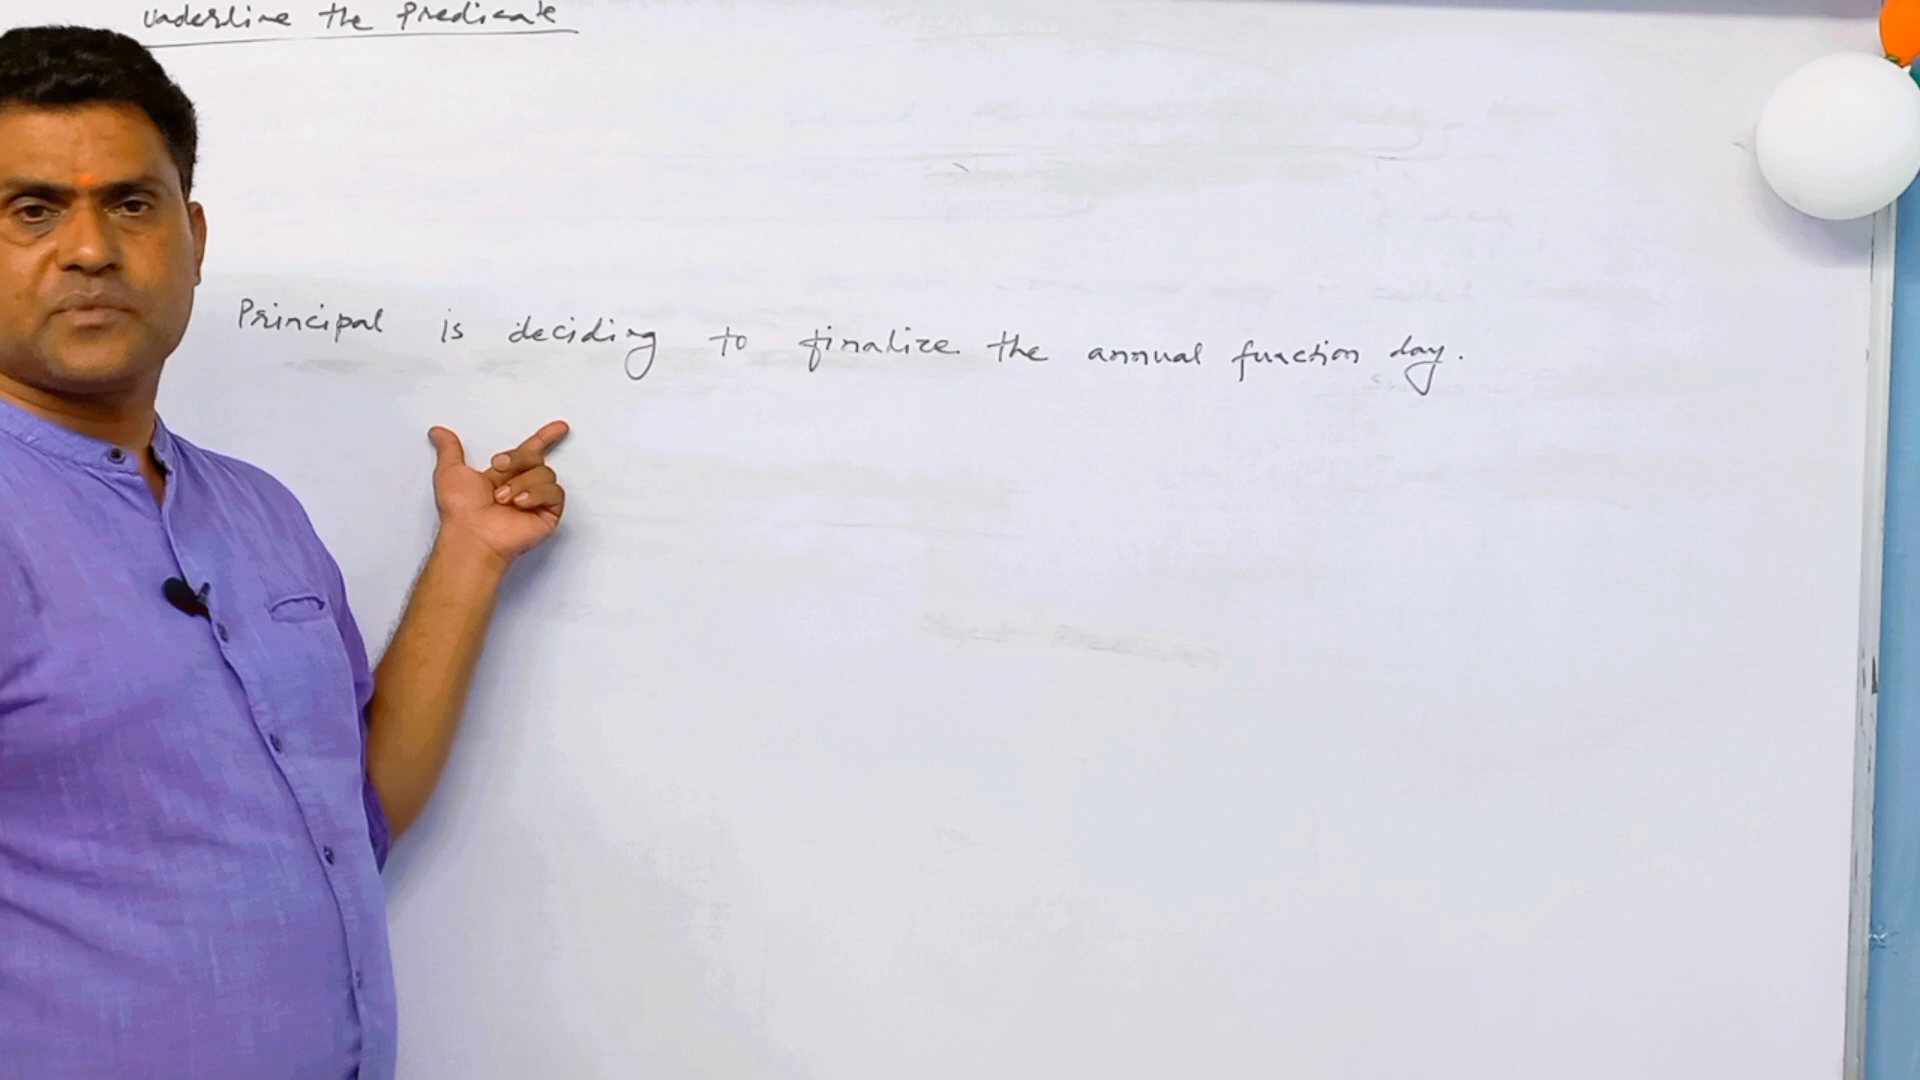 Underline the Predicate
Principal is deciding to finalize the annual function day.